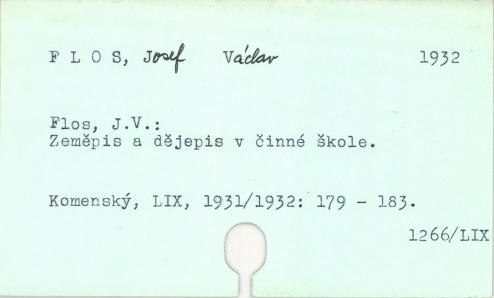 F L O S, Josef Václav 1932
Flos, J.V.:
Zeměpis a dějepis v činné škole.
Komenský, LIX, 1931/1932: 179 - 183.
1266/LIX